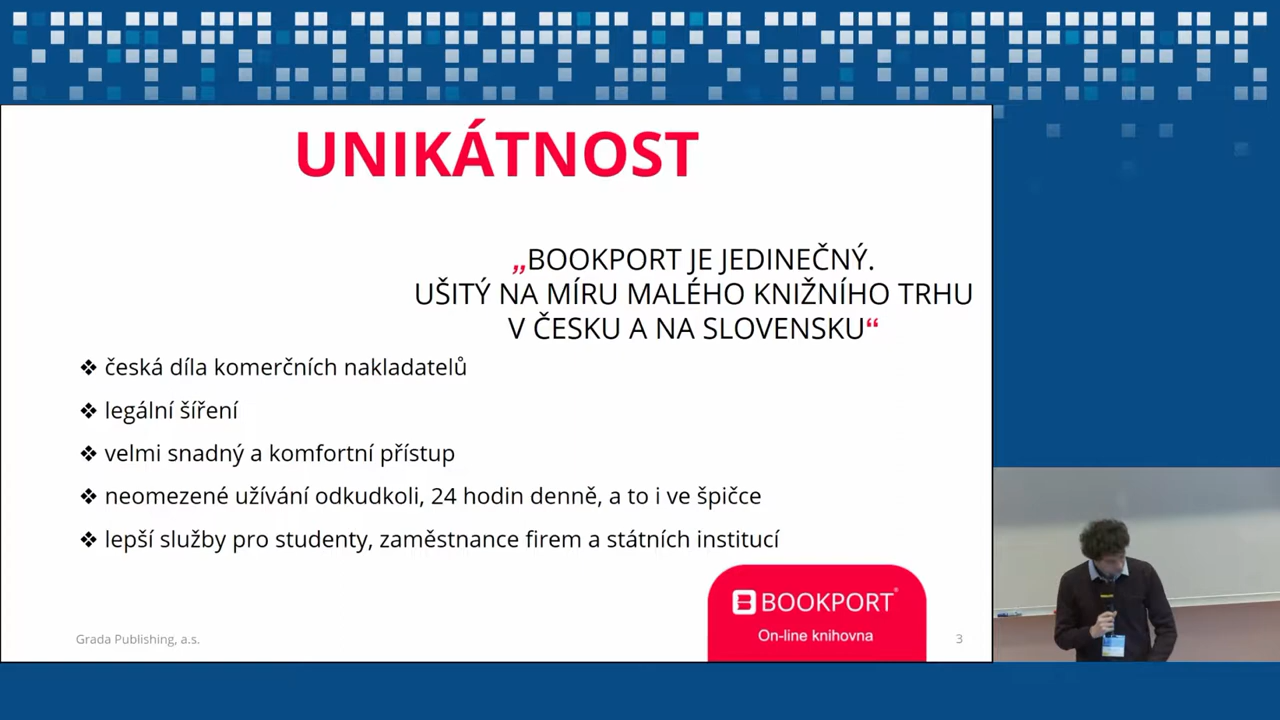 UNIKÁTNOST
„BOOKPORT JE JEDINEČNÝ.
UŠITÝ NA MÍRU MALÉHO KNIŽNÍHO TRHU
V ČESKU A NA SLOVENSKU“
❖ česká díla komerčních nakladatelů
❖ legální šíření
❖ velmi snadný a komfortní přístup
❖ neomezené užívání odkudkoli, 24 hodin denně, a to i ve špičce
❖ lepší služby pro studenty, zaměstnance firem a státních institucí
BOOKPORT®
On-line knihovna
Grada Publishing, a.s.
3